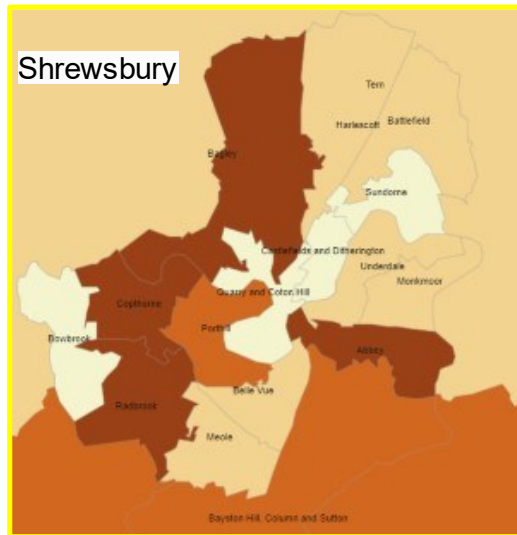 Shrewsbury
Tern
Harlescott
Battlefield
Bagley
Sundorne
Castlefields and Ditherington
Underdale
Monkmoor
Quarry and Coton Hill
Copthorne
Porthill
Bowbrook
Abbey
Belle Vue
Radbrook
Meole
Bayston Hill, Column and Sutton